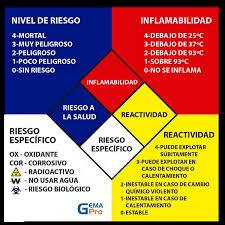 NIVEL DE RIESGO
4-MORTAL
3-MUY PELIGROSO
2-PELIGROSO
1-POCO PELIGROSO
0-SIN RIESGO
INFLAMABILIDAD
4-DEBAJO DE 25ºC
3-DEBAJO DE 37ºC
2-DEBAJO DE 93ºC
1-SOBRE 93ºC
0-NO SE INFLAMA
INFLAMABILIDAD
RIESGO A
LA SALUD
REACTIVIDAD
RIESGO
ESPECÍFICO
RIESGO
ESPECÍFICO
OX - OXIDANTE
COR - CORROSIVO
- RADIOACTIVO
- NO USAR AGUA
- RIESGO BIOLÓGICO
REACTIVIDAD
4-PUEDE EXPLOTAR
SÚBITAMENTE
3-PUEDE EXPLOTAR EN
CASO DE CHOQUE O
CALENTAMIENTO
2-INESTABLE EN CASO DE CAMBIO
QUÍMICO VIOLENTO
1-INESTABLE EN CASO DE
CALENTAMIENTO
0-ESTABLE
GEMA
Pro